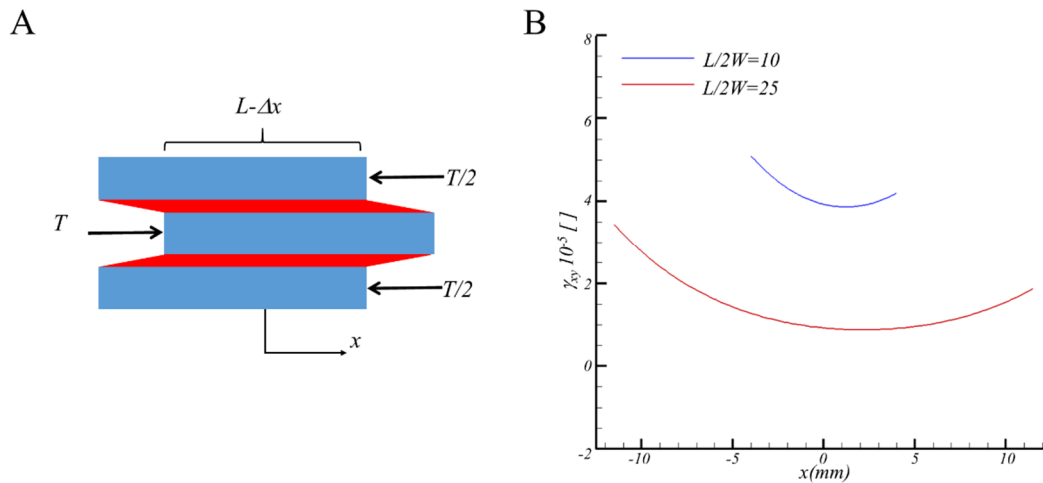 A
L-Δx
T/2
T
T/2
x
B
8
6
4
2
0
-2
γxy 10-5 [ ]
L/2W=10
L/2W=25
-10
-5
0
5
10
x(mm)